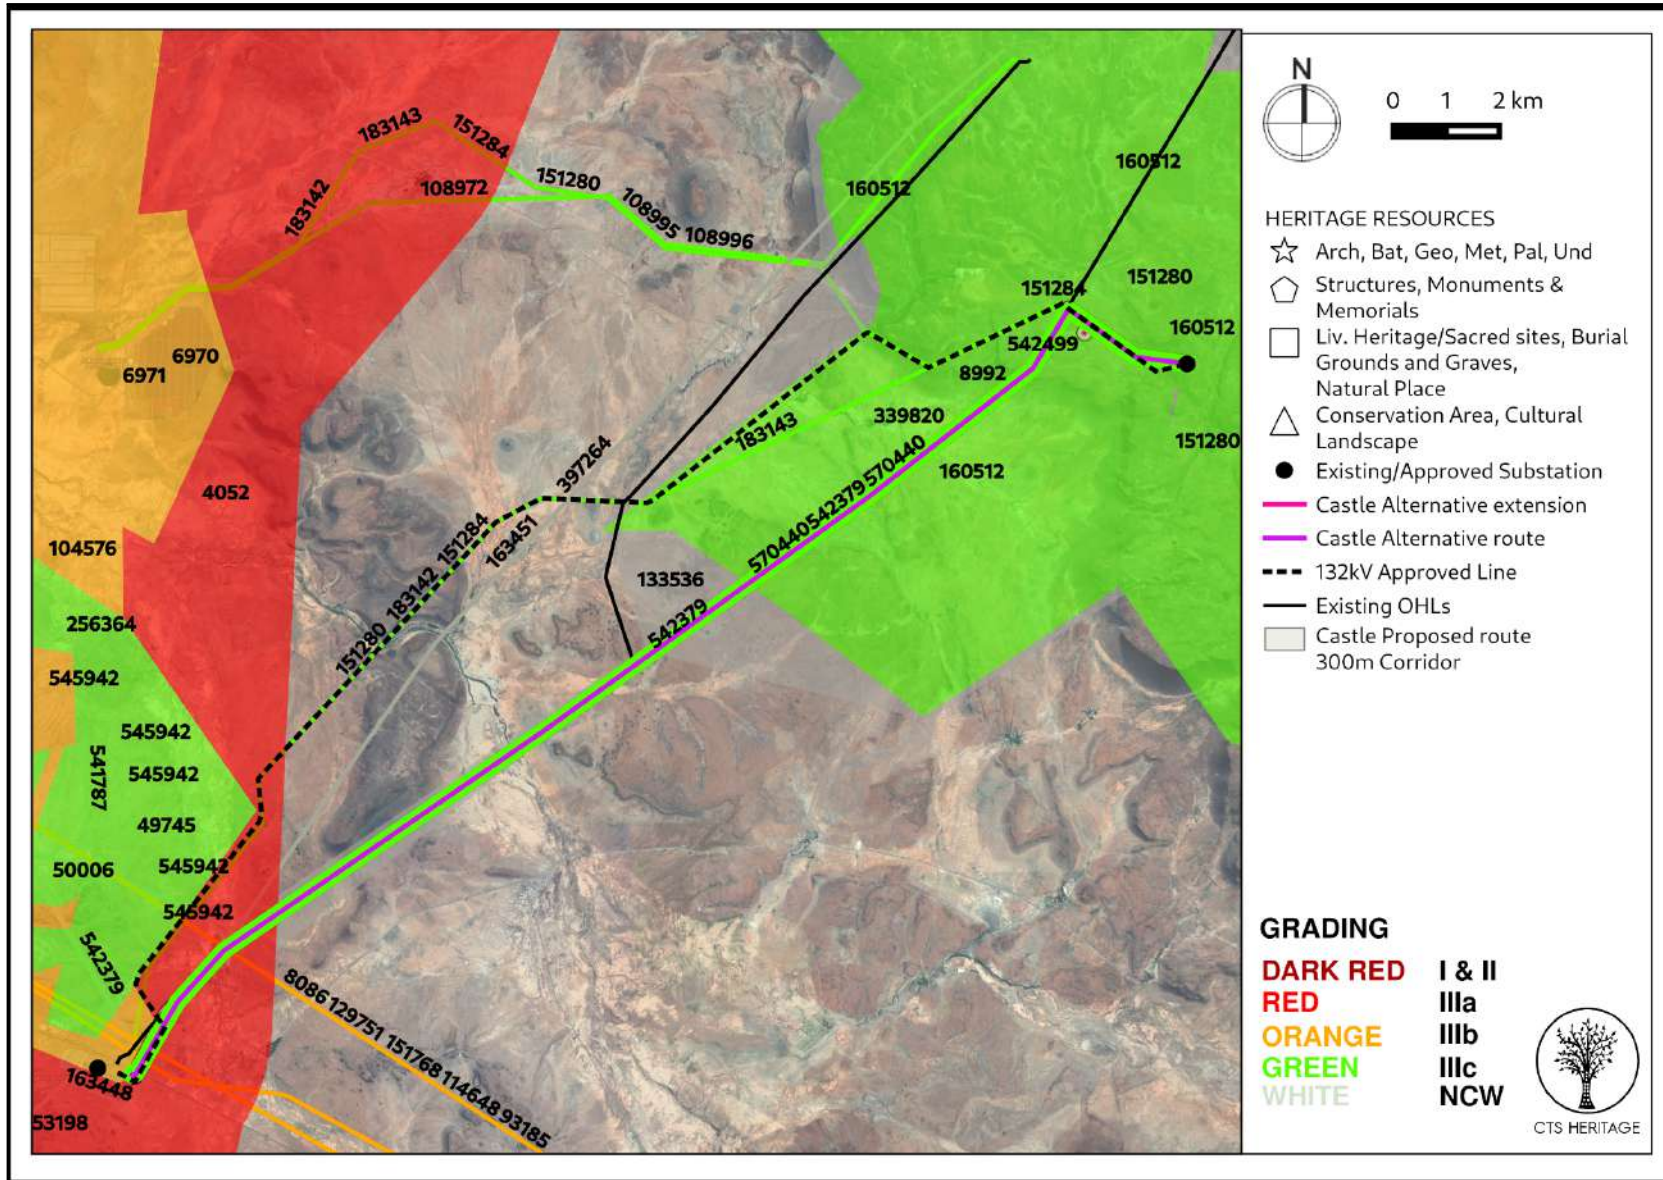 183143
151284
183142
108972
151280
108995
108996
160512
160512
151280
151284
160512
542499
8992
6970
6971
339820
183143
151280
570440
160512
397264
4052
151284
163451
542379
104576
570440
133536
183142
256364
542379
151280
545942
545942
541787
545942
49745
50006
545942
545942
542379
8086
129751
151768
114648
93185
163448
53198
N
0 1 2 km
HERITAGE RESOURCES
Arch, Bat, Geo, Met, Pal, Und
Structures, Monuments &
Memorials
Liv. Heritage/Sacred sites, Burial
Grounds and Graves,
Natural Place
Conservation Area, Cultural
Landscape
Existing/Approved Substation
Castle Alternative extension
Castle Alternative route
132kV Approved Line
Existing OHLs
Castle Proposed route
300m Corridor
GRADING
DARK RED I & II
RED IIIa
ORANGE IIIb
GREEN IIIc
WHITE NCW
CTS HERITAGE